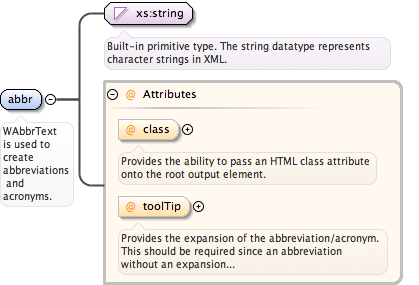 xs:string
Built-in primitive type. The string datatype represents
character strings in XML.
abbr
WAbbrText
is used to
create
abbreviations
and
acronyms.
@ Attributes
@ class
Provides the ability to pass an HTML class attribute
onto the root output element.
@ toolTip
Provides the expansion of the abbreviation/acronym.
This should be required since an abbreviation
without an expansion...